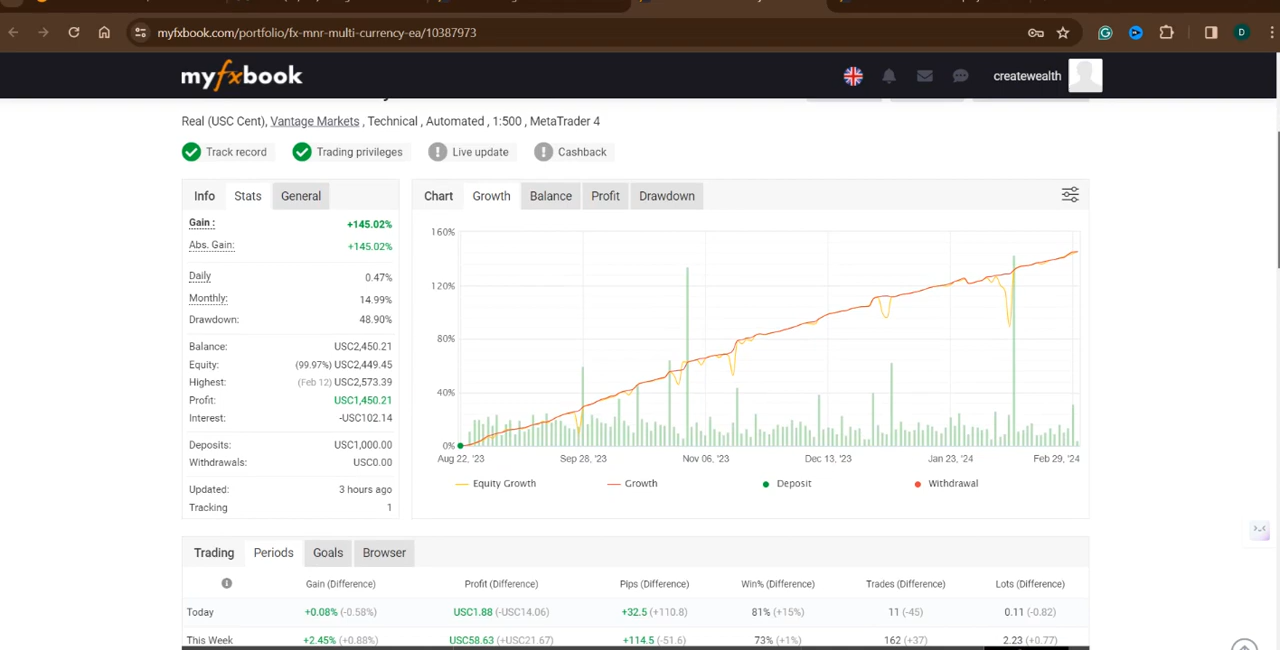 myfxbook.com/portfolio/fx-mnr-multi-currency-ea/10387973
D
myfxbook
createwealth
Real (USC Cent), Vantage Markets , Technical , Automated , 1:500 , MetaTrader 4
Track record Trading privileges Live update Cashback
Info Stats General
Gain : +145.02%
Abs. Gain: +145.02%
Daily 0.47%
Monthly: 14.99%
Drawdown: 48.90%
Balance: USC2,450.21
Equity: (99.97%) USC2,449.45
Highest: (Feb 12) USC2,573.39
Profit: USC1,450.21
Interest: -USC102.14
Deposits: USC1,000.00
Withdrawals: USC0.00
Updated: 3 hours ago
Tracking 1
Chart Growth Balance Profit Drawdown
160%
120%
80%
40%
0%
Aug 22, '23 Sep 28, '23 Nov 06, '23 Dec 13, '23 Jan 23, '24 Feb 29, '24
Equity Growth Growth Deposit Withdrawal
Trading Periods Goals Browser
Gain (Difference) Profit (Difference) Pips (Difference) Win% (Difference) Trades (Difference) Lots (Difference)
Today +0.08% (-0.58%) USC1.88 (-USC14.06) +32.5 (+110.8) 81% (+15%) 11 (-45) 0.11 (-0.82)
This Week +2.45% (+0.88%) USC58.63 (+USC21.67) +114.5 (-51.6) 73% (+1%) 162 (+37) 2.23 (+0.77)